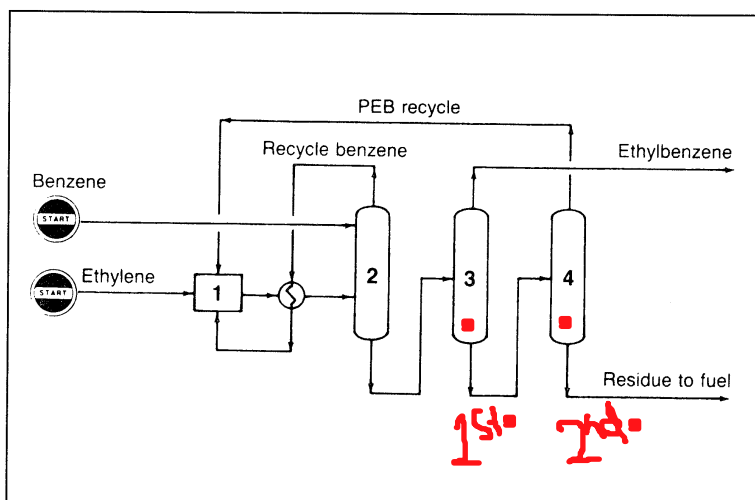 PEB recycle
Recycle benzene
Ethylbenzene
Benzene
START
Ethylene
START
1
2
3
4
Residue to fuel
1st
2nd